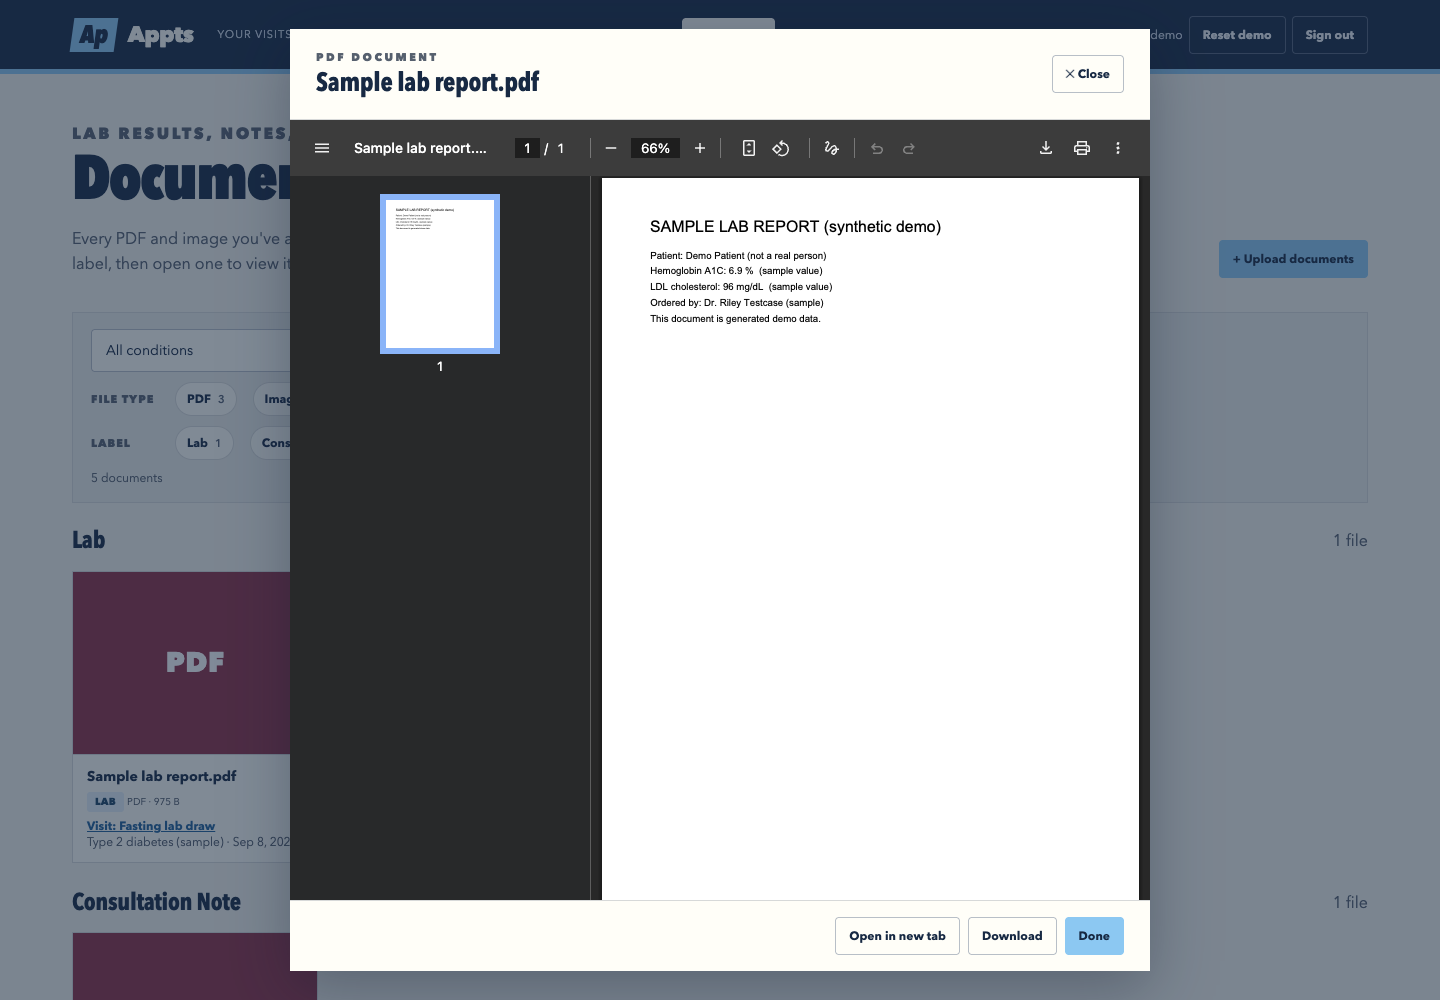 Ap Appts YOUR VISITS demo Reset demo Sign out
PDF DOCUMENT
Sample lab report.pdf
× Close
Sample lab report.... 1 / 1 66%
SAMPLE LAB REPORT (synthetic demo)
Patient: Demo Patient (not a real person)
Hemoglobin A1C: 6.9 % (sample value)
LDL cholesterol: 96 mg/dL (sample value)
Ordered by: Dr. Riley Testcase (sample)
This document is generated demo data.
1
LAB RESULTS, NOTES,
Every PDF and image you've
label, then open one to view
+ Upload documents
All conditions
FILE TYPE PDF 3
LABEL Lab 1
5 documents
Lab 1 file
PDF
Sample lab report.pdf
LAB PDF · 975 B
Visit: Fasting lab draw
Type 2 diabetes (sample) · Sep 8,
Consultation Note 1 file
Open in new tab Download Done